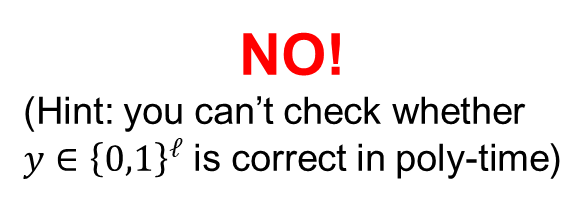 NO!
(Hint: you can’t check whether
𝑦 ∈ {0,1}^ℓ is correct in poly-time)